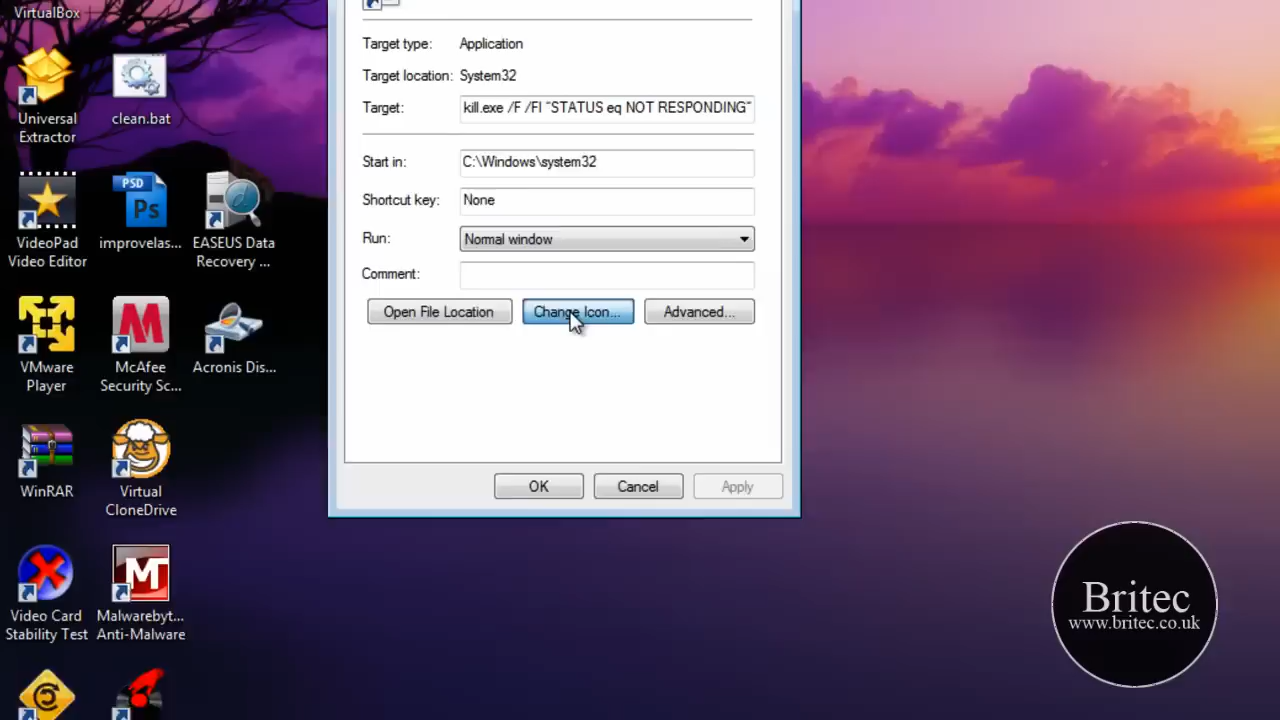 VirtualBox
Universal
Extractor
clean.bat
VideoPad
Video Editor
PSD
Ps
improvelas...
EASEUS Data
Recovery ...
VMware
Player
McAfee
Security Sc...
Acronis Dis...
WinRAR
Virtual
CloneDrive
Video Card
Stability Test
M
Malwarebyt...
Anti-Malware
Target type: Application
Target location: System32
Target: kill.exe /F /FI "STATUS eq NOT RESPONDING"
Start in: C:\Windows\system32
Shortcut key: None
Run: Normal window
Comment:
Open File Location Change Icon... Advanced...
OK Cancel Apply
Britec
www.britec.co.uk